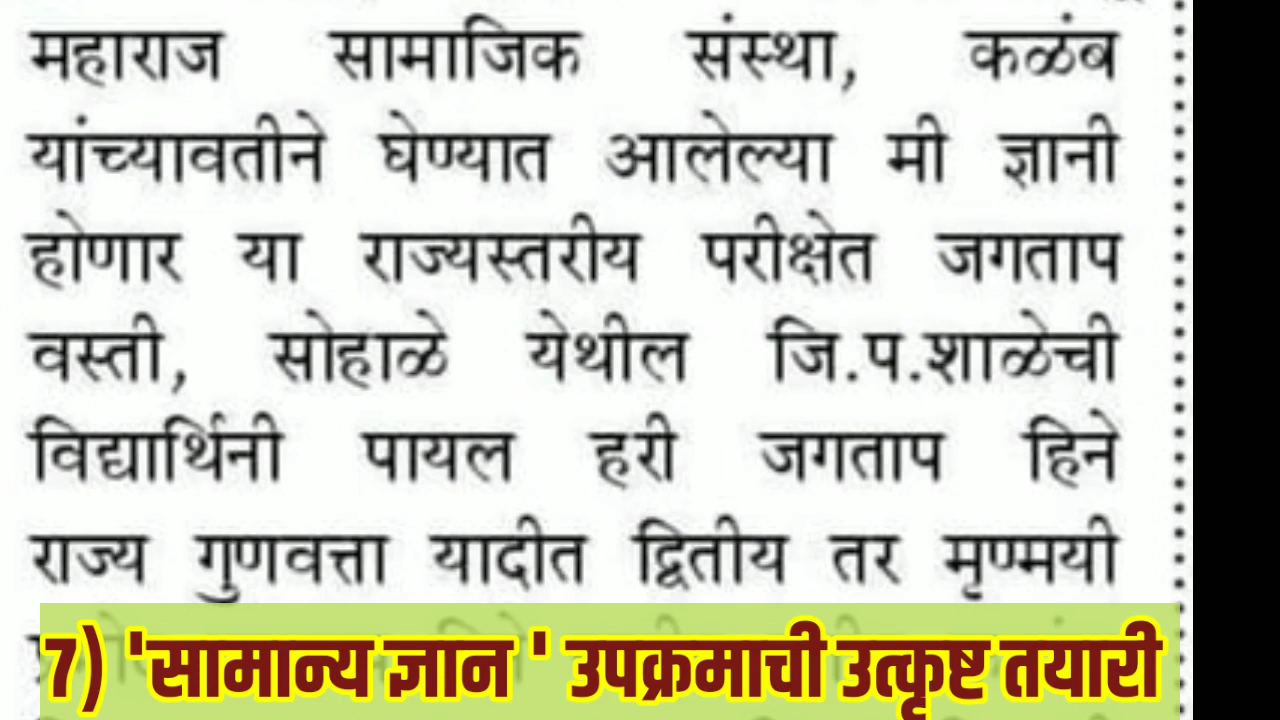 महाराज सामाजिक संस्था, कळंब
यांच्यावतीने घेण्यात आलेल्या मी ज्ञानी
होणार या राज्यस्तरीय परीक्षेत जगताप
वस्ती, सोहाळे येथील जि.प.शाळेची
विद्यार्थिनी पायल हरी जगताप हिने
राज्य गुणवत्ता यादीत द्वितीय तर मृण्मयी
7) 'सामान्य ज्ञान ' उपक्रमाची उत्कृष्ट तयारी